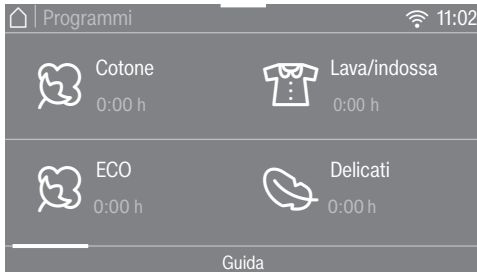 Programmi 11:02
Cotone Lava/indossa
0:00 h 0:00 h
ECO Delicati
0:00 h 0:00 h
Guida